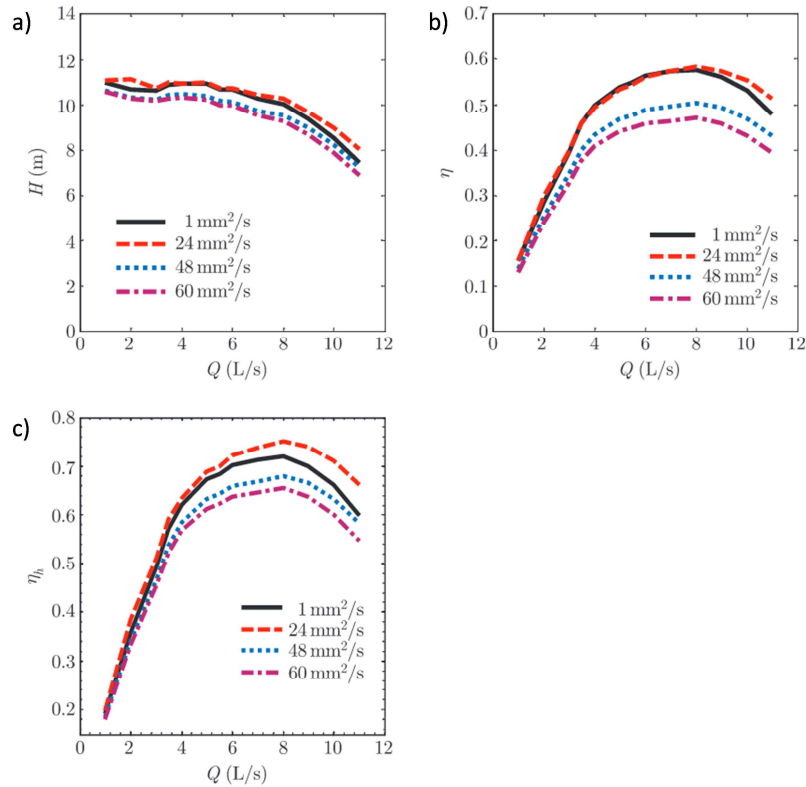 a)
14
12
10
8
6
4
2
0
H (m)
1 mm²/s
24 mm²/s
48 mm²/s
60 mm²/s
0 2 4 6 8 10 12
Q (L/s)
b)
0.7
0.6
0.5
0.4
0.3
0.2
0.1
0
η
1 mm²/s
24 mm²/s
48 mm²/s
60 mm²/s
0 2 4 6 8 10 12
Q (L/s)
c)
0.8
0.7
0.6
0.5
0.4
0.3
0.2
ηₕ
1 mm²/s
24 mm²/s
48 mm²/s
60 mm²/s
0 2 4 6 8 10 12
Q (L/s)